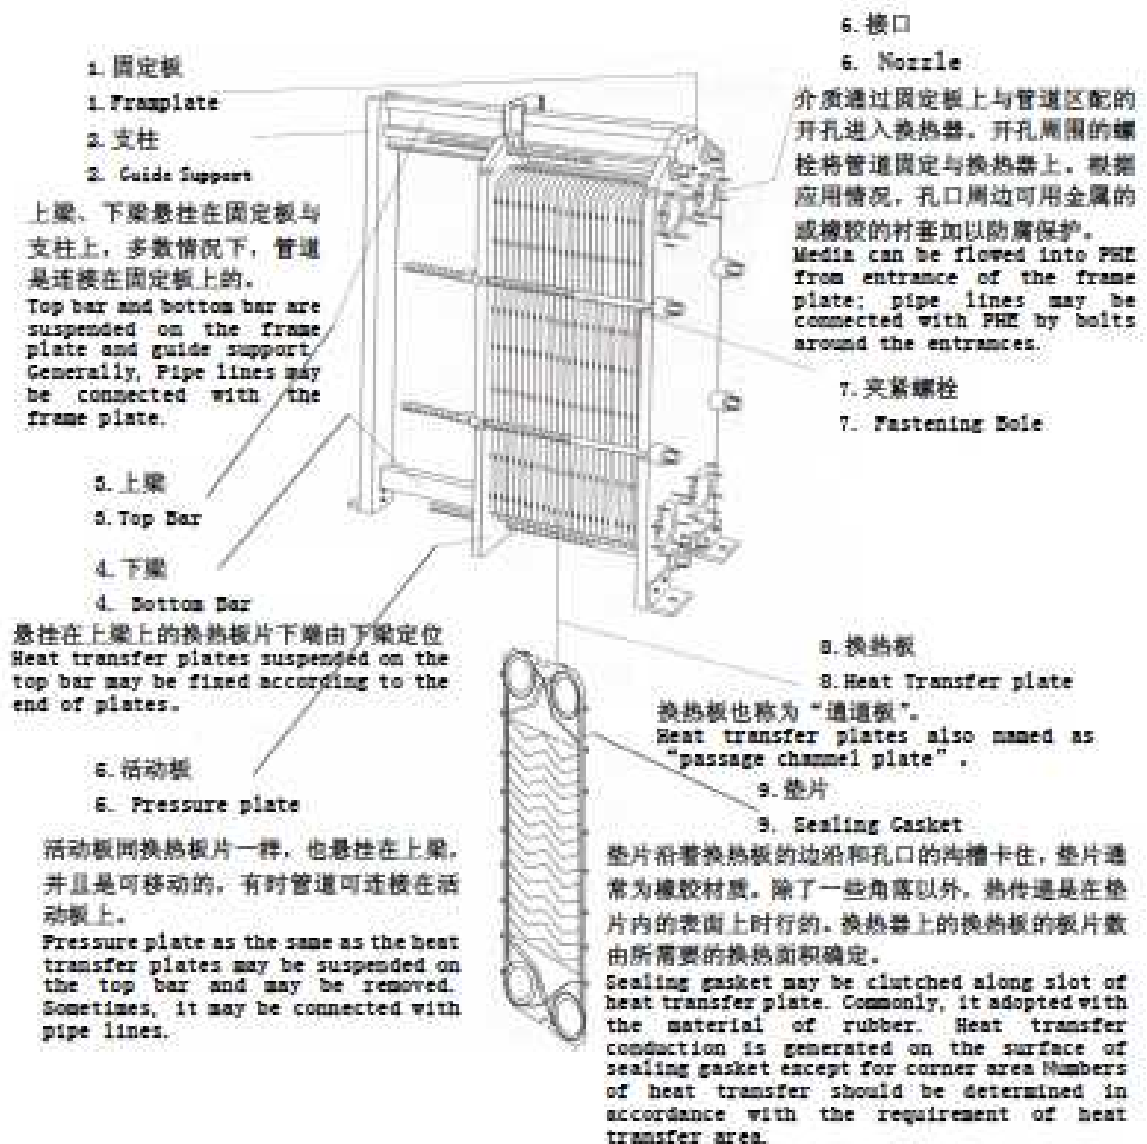 1.固定板
1.Framplate
2.支柱
2. Guide Support
上梁、下梁悬挂在固定板与
支柱上，多数情况下，管道
是连接在固定板上的。
Top bar and bottom bar are
suspended on the frame
plate and guide support.
Generally, Pipe lines may
be connected with the
frame plate.
3.上梁
3.Top Bar
4.下梁
4. Bottom Bar
悬挂在上梁上的换热板片下端由下梁定位
Heat transfer plates suspended on the
top bar may be fixed according to the
end of plates.
6.活动板
6. Pressure plate
活动板同换热板片一样，也悬挂在上梁，
并且是可移动的，有时管道可连接在活
动板上。
Pressure plate as the same as the heat
transfer plates may be suspended on
the top bar and may be removed.
Sometimes, it may be connected with
pipe lines.
6.接口
6. Nozzle
介质通过固定板上与管道区配的
开孔进入换热器。开孔周围的螺
栓将管道固定与换热器上。根据
应用情况，孔口周边可用金属的
或橡胶的衬套加以防腐保护。
Media can be flowed into PHE
from entrance of the frame
plate; pipe lines may be
connected with PHE by bolts
around the entrances.
7.夹紧螺栓
7. Fastening Bole
8.换热板
8.Heat Transfer plate
换热板也称为“通道板”。
Heat transfer plates also named as
“passage channel plate”.
9.垫片
9. Sealing Gasket
垫片沿着换热板的边沿和孔口的沟槽卡住，垫片通
常为橡胶材质。除了一些角落以外，热传递是在垫
片内的表面上时行的。换热器上的换热板的板片数
由所需要的换热面积确定。
Sealing gasket may be clutched along slot of
heat transfer plate. Commonly, it adopted with
the material of rubber. Heat transfer
conduction is generated on the surface of
sealing gasket except for corner area Numbers
of heat transfer should be determined in
accordance with the requirement of heat
transfer area.